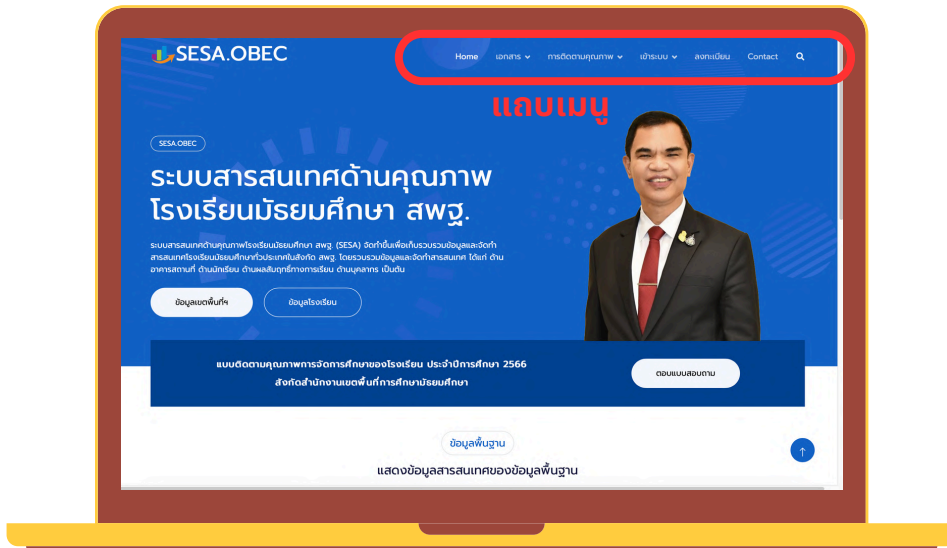 SESA.OBEC
Home เอกสาร การติดตามคุณภาพ เข้าระบบ ลงทะเบียน Contact
แถบเมนู
SESA.OBEC
ระบบสารสนเทศด้านคุณภาพ
โรงเรียนมัธยมศึกษา สพฐ.
ระบบสารสนเทศด้านคุณภาพโรงเรียนมัธยมศึกษา สพฐ. (SESA) จัดทำขึ้นเพื่อเก็บรวบรวมข้อมูลและจัดทำ
สารสนเทศโรงเรียนมัธยมศึกษาทั่วประเทศในสังกัด สพฐ. โดยรวบรวมข้อมูลและจัดทำสารสนเทศ ได้แก่ ด้าน
อาคารสถานที่ ด้านนักเรียน ด้านผลสัมฤทธิ์ทางการเรียน ด้านบุคลากร เป็นต้น
ข้อมูลเขตพื้นที่ฯ ข้อมูลโรงเรียน
แบบติดตามคุณภาพการจัดการศึกษาของโรงเรียน ประจำปีการศึกษา 2566
สังกัดสำนักงานเขตพื้นที่การศึกษามัธยมศึกษา
ตอบแบบสอบถาม
ข้อมูลพื้นฐาน
แสดงข้อมูลสารสนเทศของข้อมูลพื้นฐาน